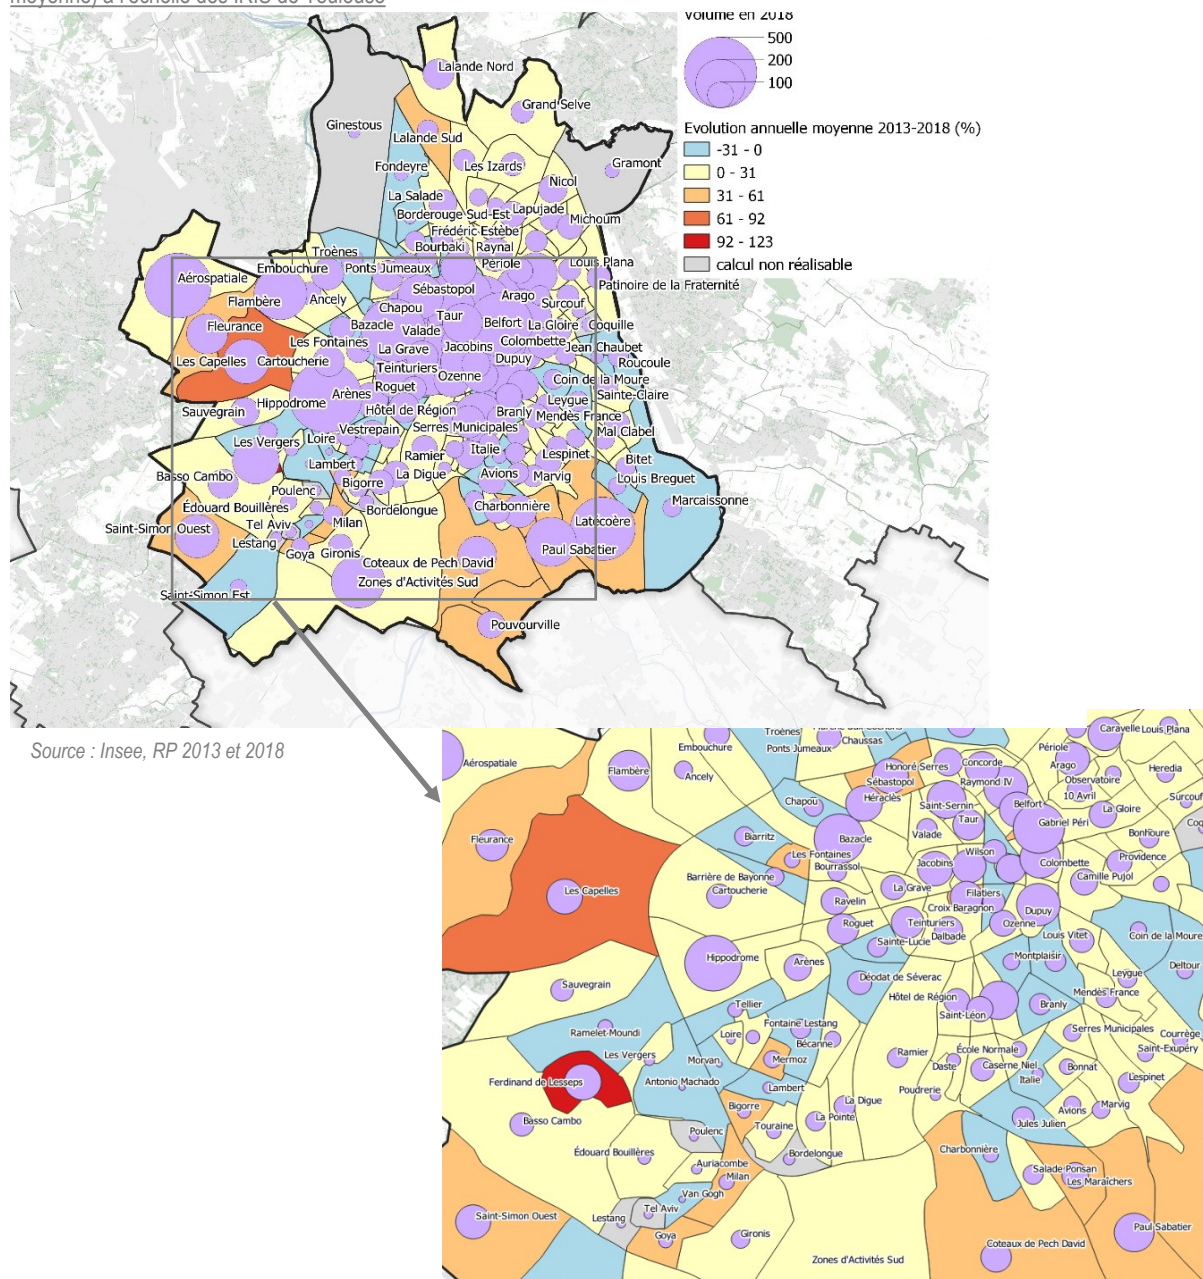 moyenne) à l'échelle des IRIS de Toulouse
Volume en 2018
500
200
100
Evolution annuelle moyenne 2013-2018 (%)
-31 - 0
0 - 31
31 - 61
61 - 92
92 - 123
calcul non réalisable
Lalande Nord
Grand Selve
Ginestous
Lalande Sud
Fondeyre
Les Izards
Gramont
Nicol
La Salade
Borderouge Sud-Est
Lapujade
Michoum
Frédéric Estèbe
Troènes
Bourbaki
Raynal
Aérospatiale
Embouchure
Ponts Jumeaux
Périole
Louis Plana
Patinoire de la Fraternité
Flambère
Ancely
Sébastopol
Arago
Surcouf
Chapou
Taur
Fleurance
Bazacle
Valade
Belfort
La Gloire
Coquille
Les Fontaines
La Grave
Jacobins
Colombette
Jean Chaubet
Les Capelles
Cartoucherie
Teinturiers
Dupuy
Roucoule
Ozenne
Coin de la Moure
Arènes
Roguet
Sainte-Claire
Sauvegrain
Hippodrome
Hôtel de Région
Branly
Leygue
Mendès France
Les Vergers
Loire
Vestrepain
Serres Municipales
Mal Clabel
Basso Cambo
Lambert
Ramier
Italie
Lespinet
Bitet
Poulenc
Bigorre
La Digue
Avions
Marvig
Louis Breguet
Marcaissonne
Édouard Bouillères
Bordelongue
Charbonnière
Saint-Simon Ouest
Tel Aviv
Milan
Latécoère
Lestang
Goya
Gironis
Paul Sabatier
Coteaux de Pech David
Zones d'Activités Sud
Saint-Simon Est
Pouvourville
Source : Insee, RP 2013 et 2018
Troènes
Chaussas
Caravelle
Louis Plana
Embouchure
Ponts Jumeaux
Périole
Aérospatiale
Flambère
Ancely
Honoré Serres
Concorde
Arago
Heredia
Sébastopol
Raymond IV
Observatoire
Chapou
Héraclès
Saint-Sernin
Belfort
10 Avril
Surcouf
La Gloire
Fleurance
Biarritz
Bazacle
Valade
Taur
Gabriel Péri
Bonhoure
Coq
Les Fontaines
Wilson
Bourrassol
Jacobins
Colombette
Providence
Les Capelles
Barrière de Bayonne
Camille Pujol
Cartoucherie
La Grave
Filatiers
Ravelin
Croix Baragnon
Dupuy
Roguet
Teinturiers
Ozenne
Sainte-Lucie
Dalbade
Louis Vitet
Coin de la Moure
Hippodrome
Arènes
Montplaisir
Déodat de Séverac
Leygue
Deltour
Sauvegrain
Hôtel de Région
Mendès France
Tellier
Saint-Léon
Branly
Ramelet-Moundi
Fontaine Lestang
Serres Municipales
Loire
Bécanne
Courrège
Les Vergers
Morvan
Mermoz
Ramier
École Normale
Saint-Exupéry
Daste
Caserne Niel
Bonnat
Ferdinand de Lesseps
Antonio Machado
Lambert
Italie
Lespinet
Poudrerie
Bigorre
La Digue
Avions
Marvig
Basso Cambo
La Pointe
Jules Julien
Poulenc
Touraine
Charbonnière
Édouard Bouillères
Bordelongue
Auriacombe
Salade Ponsan
Milan
Les Maraîchers
Van Gogh
Saint-Simon Ouest
Lestang
Tel Aviv
Goya
Gironis
Paul Sabatier
Coteaux de Pech David
Zones d'Activités Sud